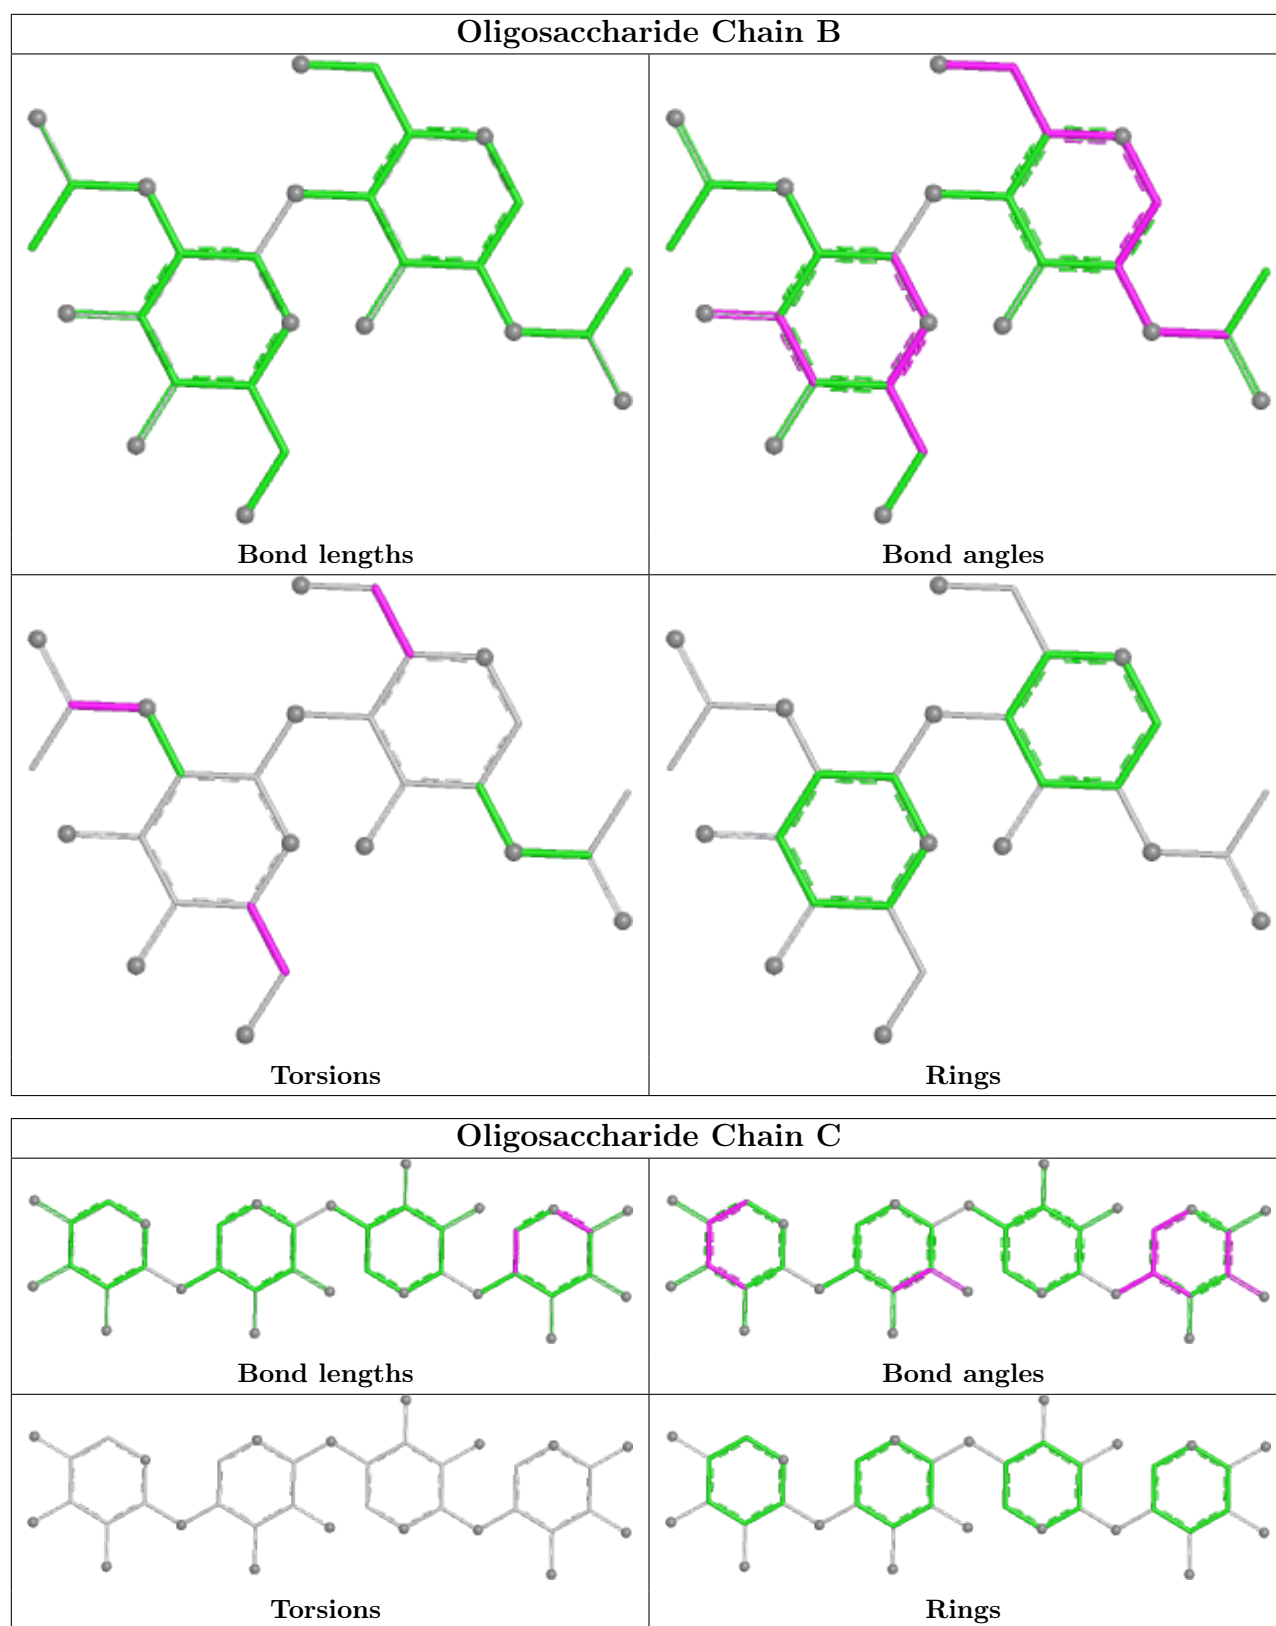 Oligosaccharide Chain B
Bond lengths
Bond angles
Torsions
Rings
Oligosaccharide Chain C
Bond lengths
Bond angles
Torsions
Rings